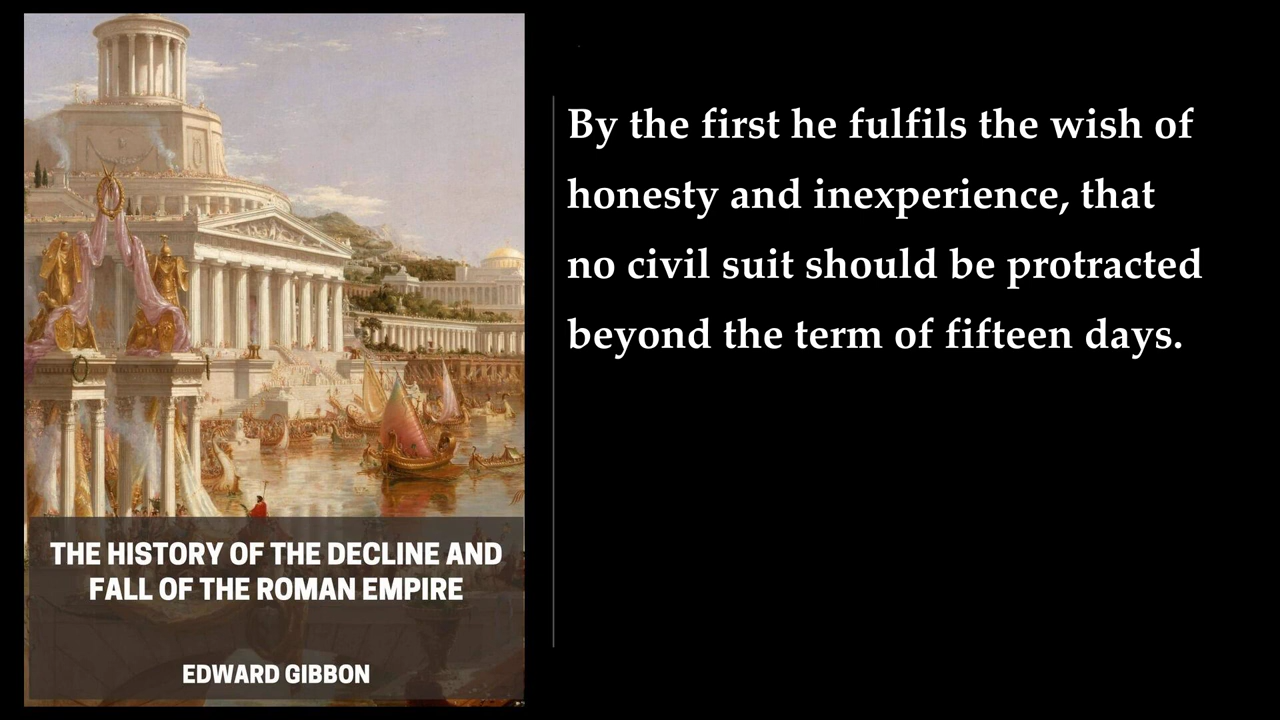 By the first he fulfils the wish of
honesty and inexperience, that
no civil suit should be protracted
beyond the term of fifteen days.
THE HISTORY OF THE DECLINE AND
FALL OF THE ROMAN EMPIRE
EDWARD GIBBON